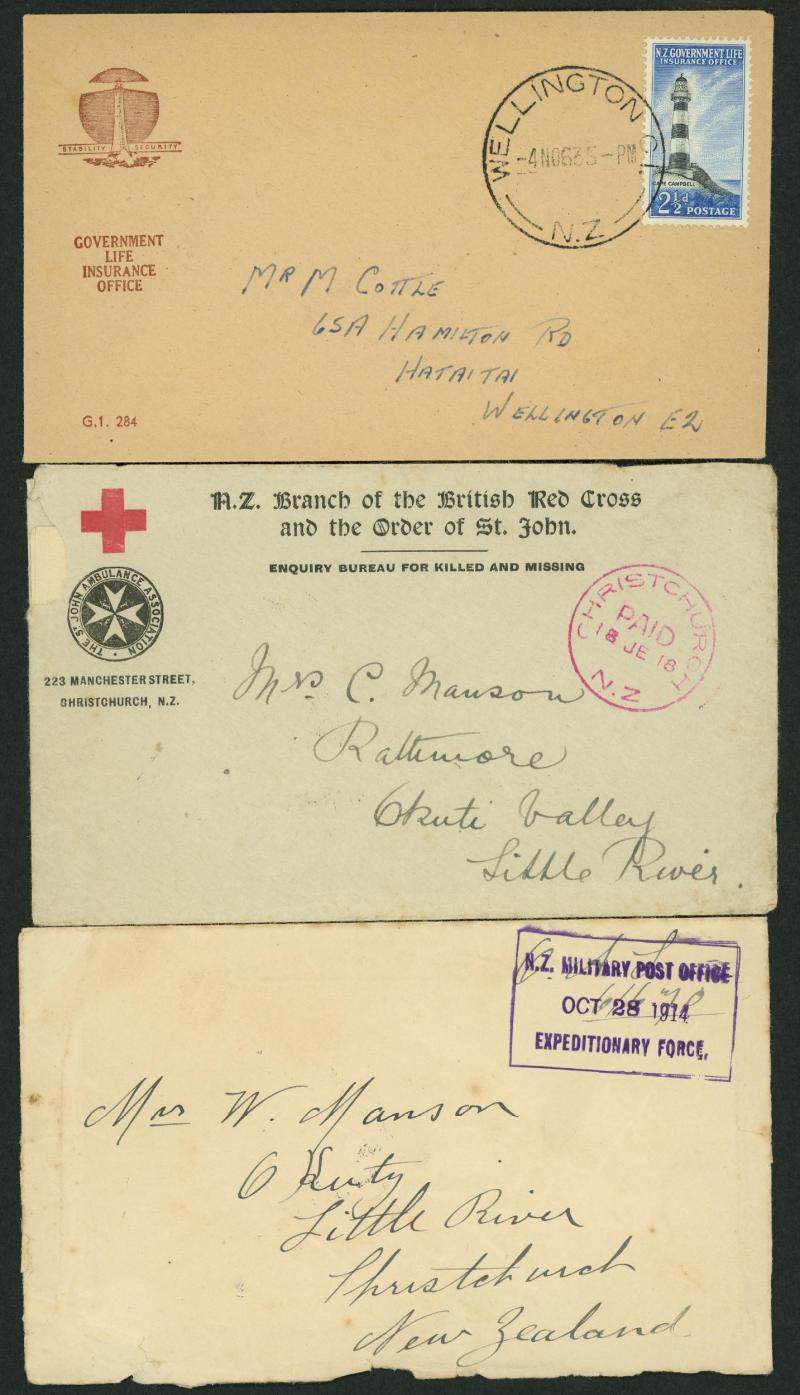 STABILITY SECURITY
GOVERNMENT
LIFE
INSURANCE
OFFICE
G.1. 284
WELLINGTON C.1.
-4NO63 5-PM
N.Z
N.Z. GOVERNMENT LIFE
INSURANCE OFFICE
CAPE CAMPBELL
2½d POSTAGE
MR M COTTLE
65A HAMILTON RD
HATAITAI
WELLINGTON E2
N.Z. Branch of the British Red Cross
and the Order of St. John.
ENQUIRY BUREAU FOR KILLED AND MISSING
THE ST JOHN AMBULANCE ASSOCIATION
223 MANCHESTER STREET,
CHRISTCHURCH, N.Z.
CHRISTCHURCH
PAID
18 JE 18
N.Z
Mrs C. Manson
Rattimore
Okuti Valley
Little River.
N.Z. MILITARY POST OFFICE
OCT 28 1914
EXPEDITIONARY FORCE.
Mrs W. Manson
O Kuty
Little River
Christchurch
New Zealand